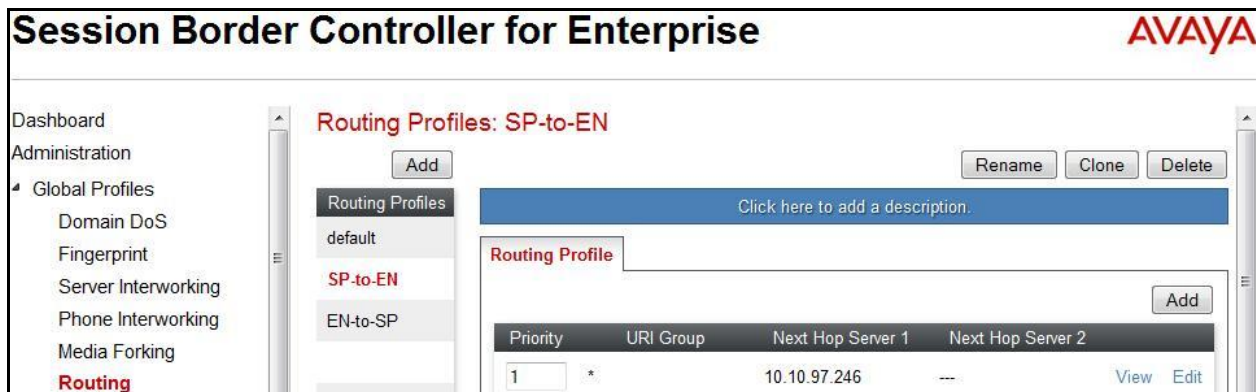 Session Border Controller for Enterprise
AVAYA
Dashboard
Administration
Global Profiles
Domain DoS
Fingerprint
Server Interworking
Phone Interworking
Media Forking
Routing
Routing Profiles: SP-to-EN
Add
Rename Clone Delete
Routing Profiles
default
SP-to-EN
EN-to-SP
Click here to add a description.
Routing Profile
Add
Priority URI Group Next Hop Server 1 Next Hop Server 2
1 * 10.10.97.246 --- View Edit